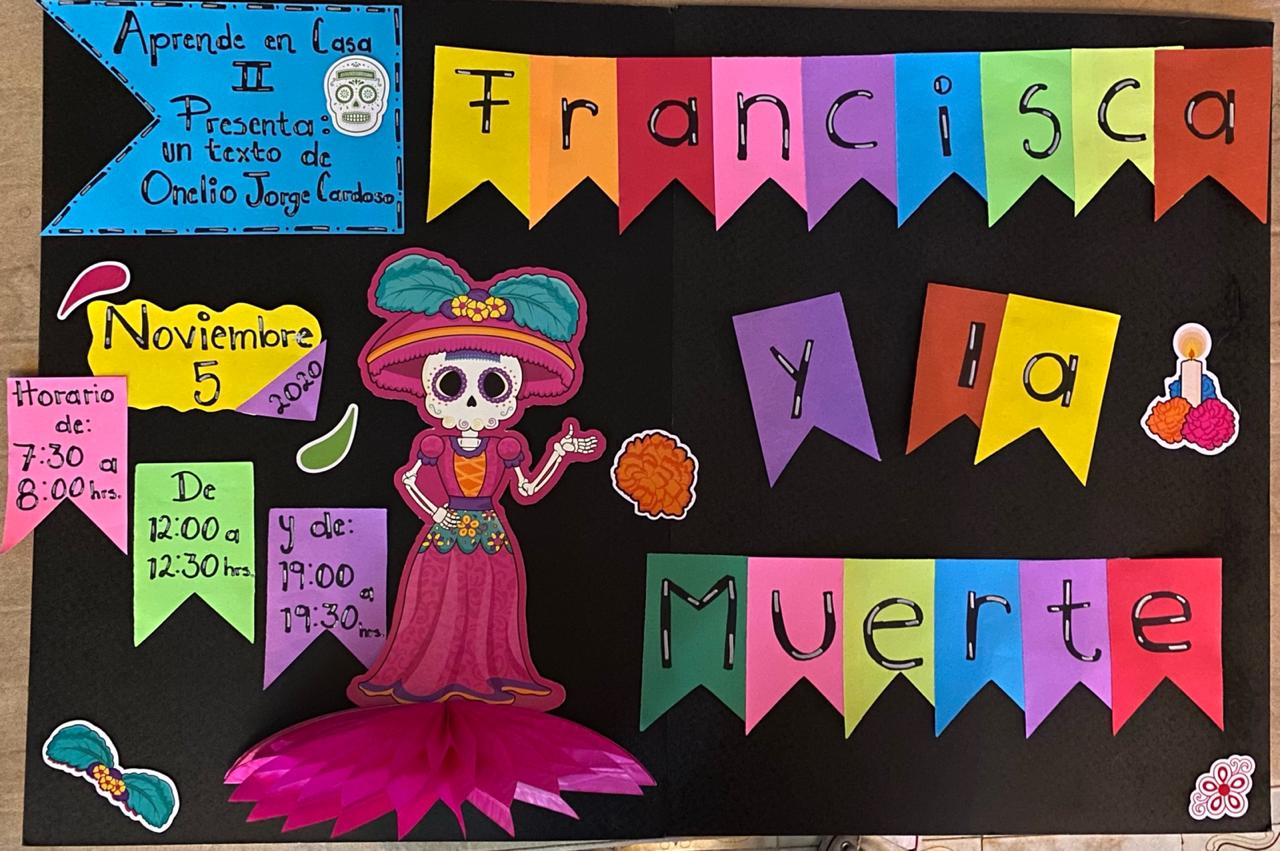 Aprende en Casa
II
Presenta:
un texto de
Onelio Jorge Cardoso
Francisca
y la
Muerte
Noviembre
5
2020
Horario
de:
7:30 a
8:00 hrs.
De
12:00 a
12:30 hrs.
y de:
19:00
a
19:30 hrs.